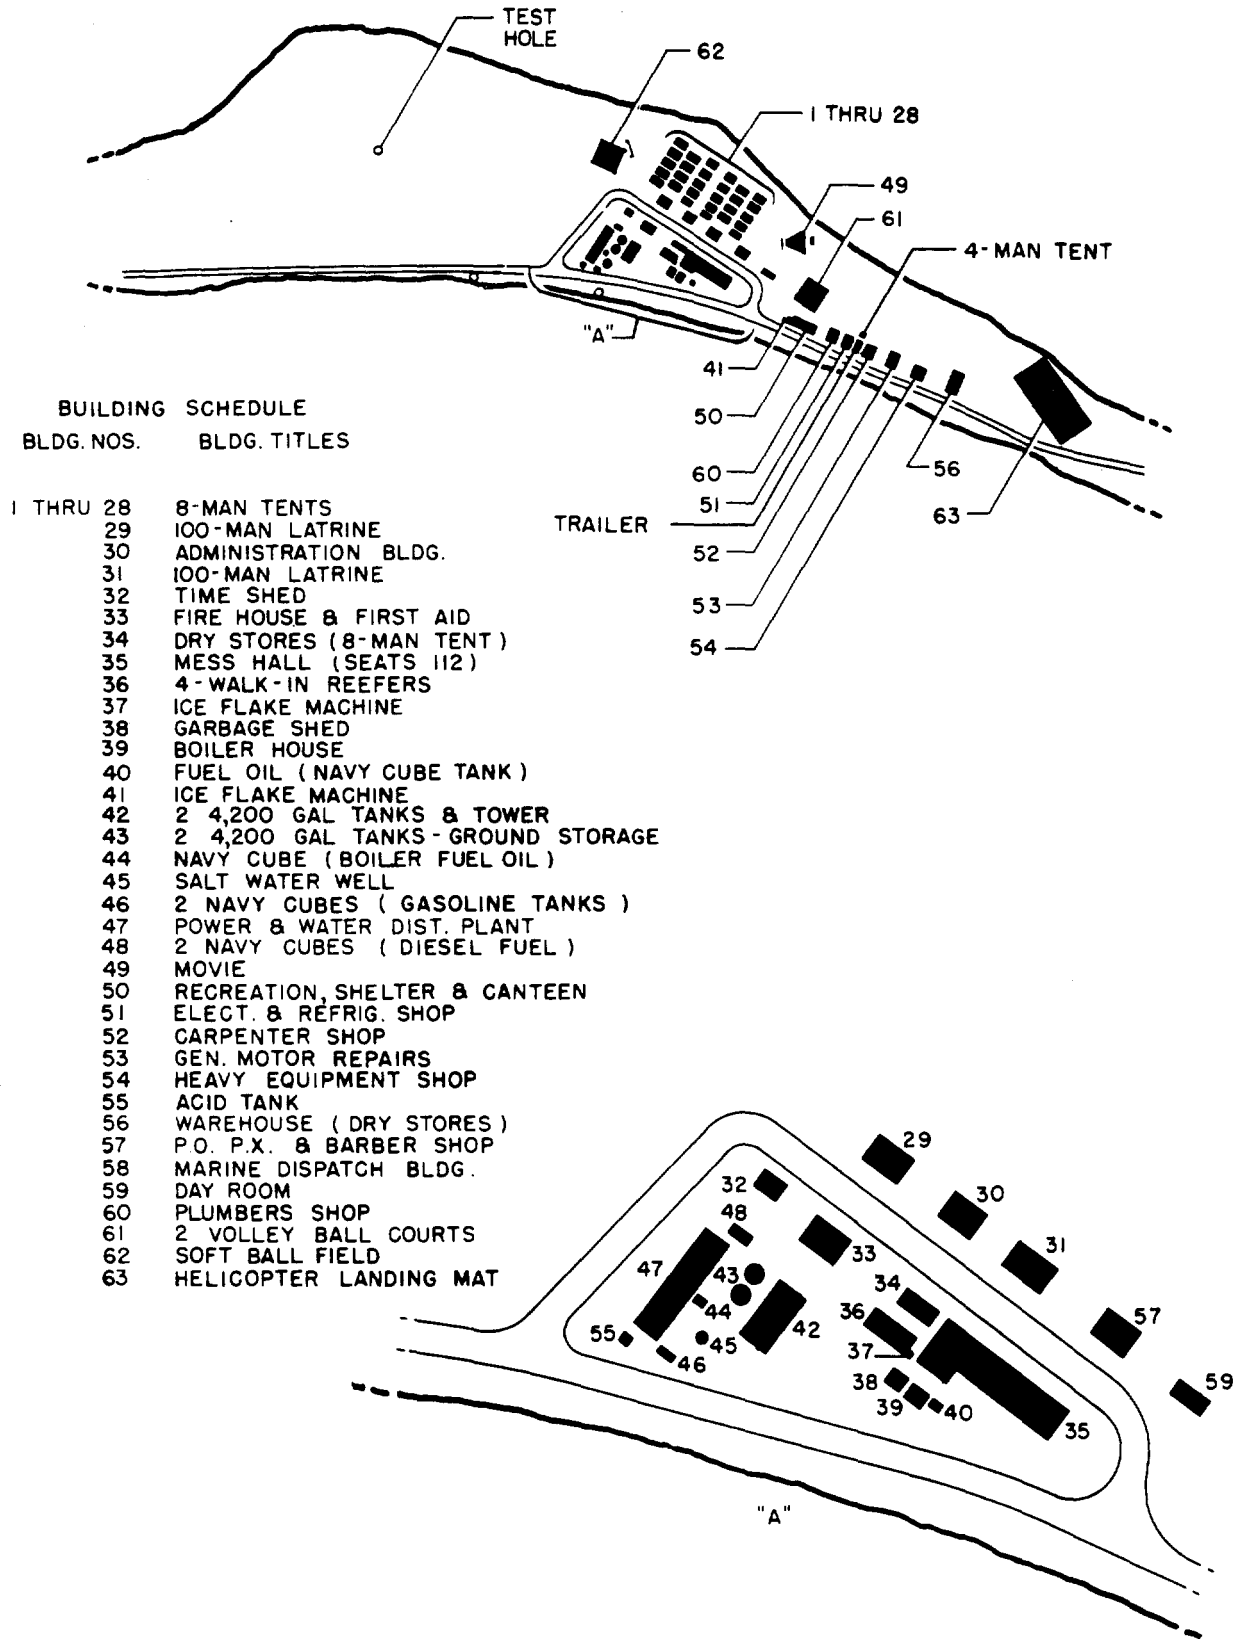 TEST
HOLE
62
1 THRU 28
49
61
4-MAN TENT
"A"
41
50
60
51
TRAILER
52
53
54
56
63
BUILDING SCHEDULE
BLDG. NOS. BLDG. TITLES
1 THRU 28 8-MAN TENTS
29 100-MAN LATRINE
30 ADMINISTRATION BLDG.
31 100-MAN LATRINE
32 TIME SHED
33 FIRE HOUSE & FIRST AID
34 DRY STORES (8-MAN TENT)
35 MESS HALL (SEATS 112)
36 4-WALK-IN REEFERS
37 ICE FLAKE MACHINE
38 GARBAGE SHED
39 BOILER HOUSE
40 FUEL OIL (NAVY CUBE TANK)
41 ICE FLAKE MACHINE
42 2 4,200 GAL TANKS & TOWER
43 2 4,200 GAL TANKS - GROUND STORAGE
44 NAVY CUBE (BOILER FUEL OIL)
45 SALT WATER WELL
46 2 NAVY CUBES (GASOLINE TANKS)
47 POWER & WATER DIST. PLANT
48 2 NAVY CUBES (DIESEL FUEL)
49 MOVIE
50 RECREATION, SHELTER & CANTEEN
51 ELECT. & REFRIG. SHOP
52 CARPENTER SHOP
53 GEN. MOTOR REPAIRS
54 HEAVY EQUIPMENT SHOP
55 ACID TANK
56 WAREHOUSE (DRY STORES)
57 P.O. P.X. & BARBER SHOP
58 MARINE DISPATCH BLDG.
59 DAY ROOM
60 PLUMBERS SHOP
61 2 VOLLEY BALL COURTS
62 SOFT BALL FIELD
63 HELICOPTER LANDING MAT
29
32
30
48
33
31
47
43
34
44
36
42
57
55
45
37
46
38
59
39
40
35
"A"